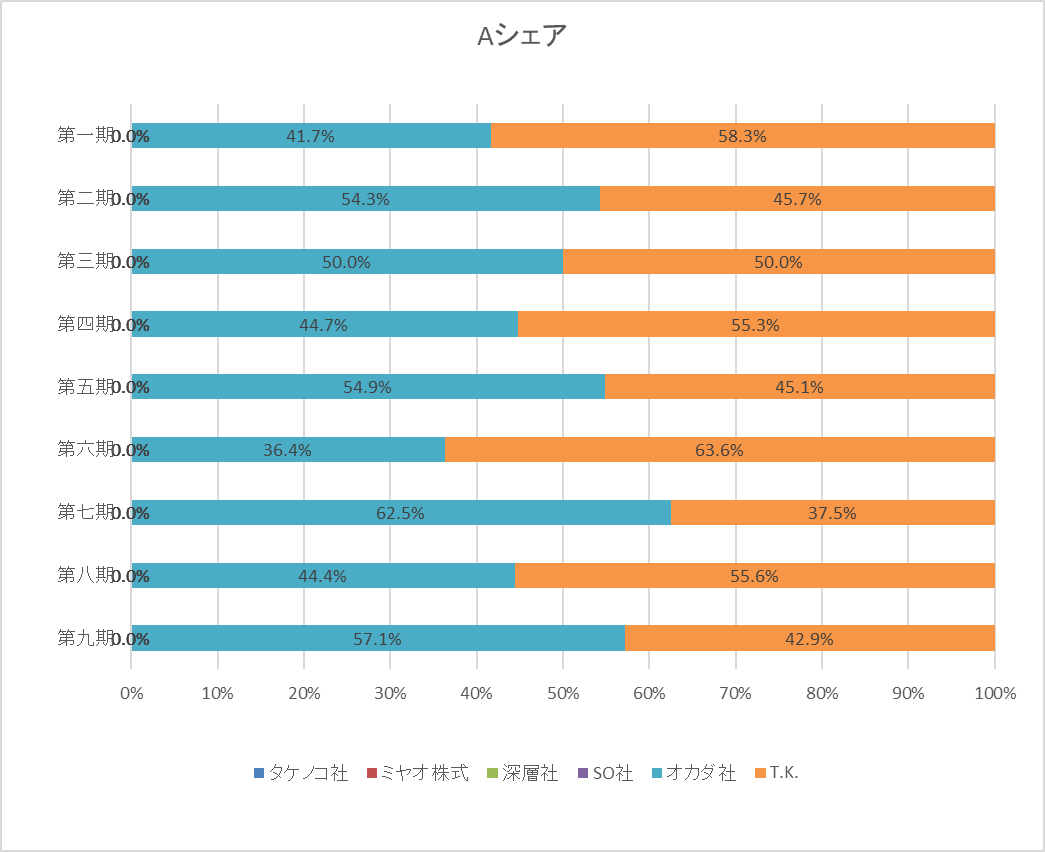 Aシェア
第一期 0.0% 41.7% 58.3%
第二期 0.0% 54.3% 45.7%
第三期 0.0% 50.0% 50.0%
第四期 0.0% 44.7% 55.3%
第五期 0.0% 54.9% 45.1%
第六期 0.0% 36.4% 63.6%
第七期 0.0% 62.5% 37.5%
第八期 0.0% 44.4% 55.6%
第九期 0.0% 57.1% 42.9%
0% 10% 20% 30% 40% 50% 60% 70% 80% 90% 100%
タケノコ社 ミヤオ株式 深層社 SO社 オカダ社 T.K.